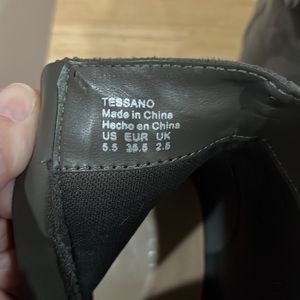 TESSANO
Made in China
Hecho en China
US EUR UK
5.5 35.5 2.5